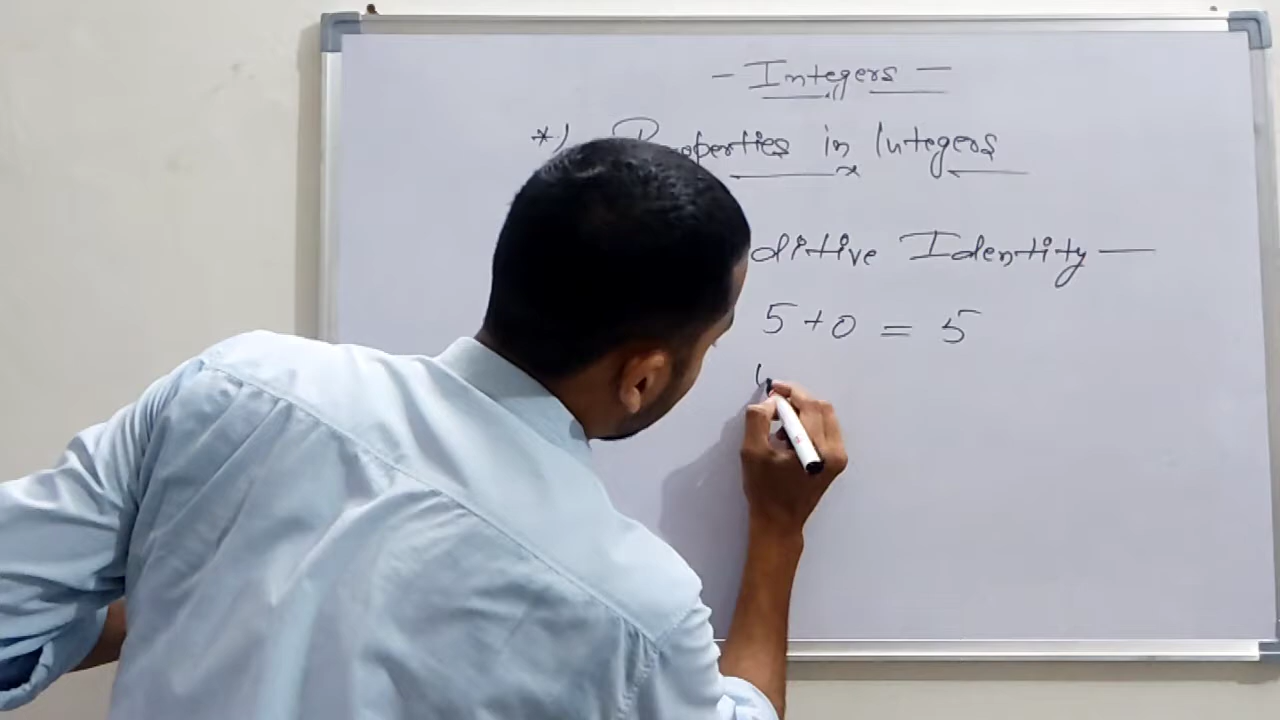 - Integers -
*) Properties in Integers
ditive Identity -
5 + 0 = 5